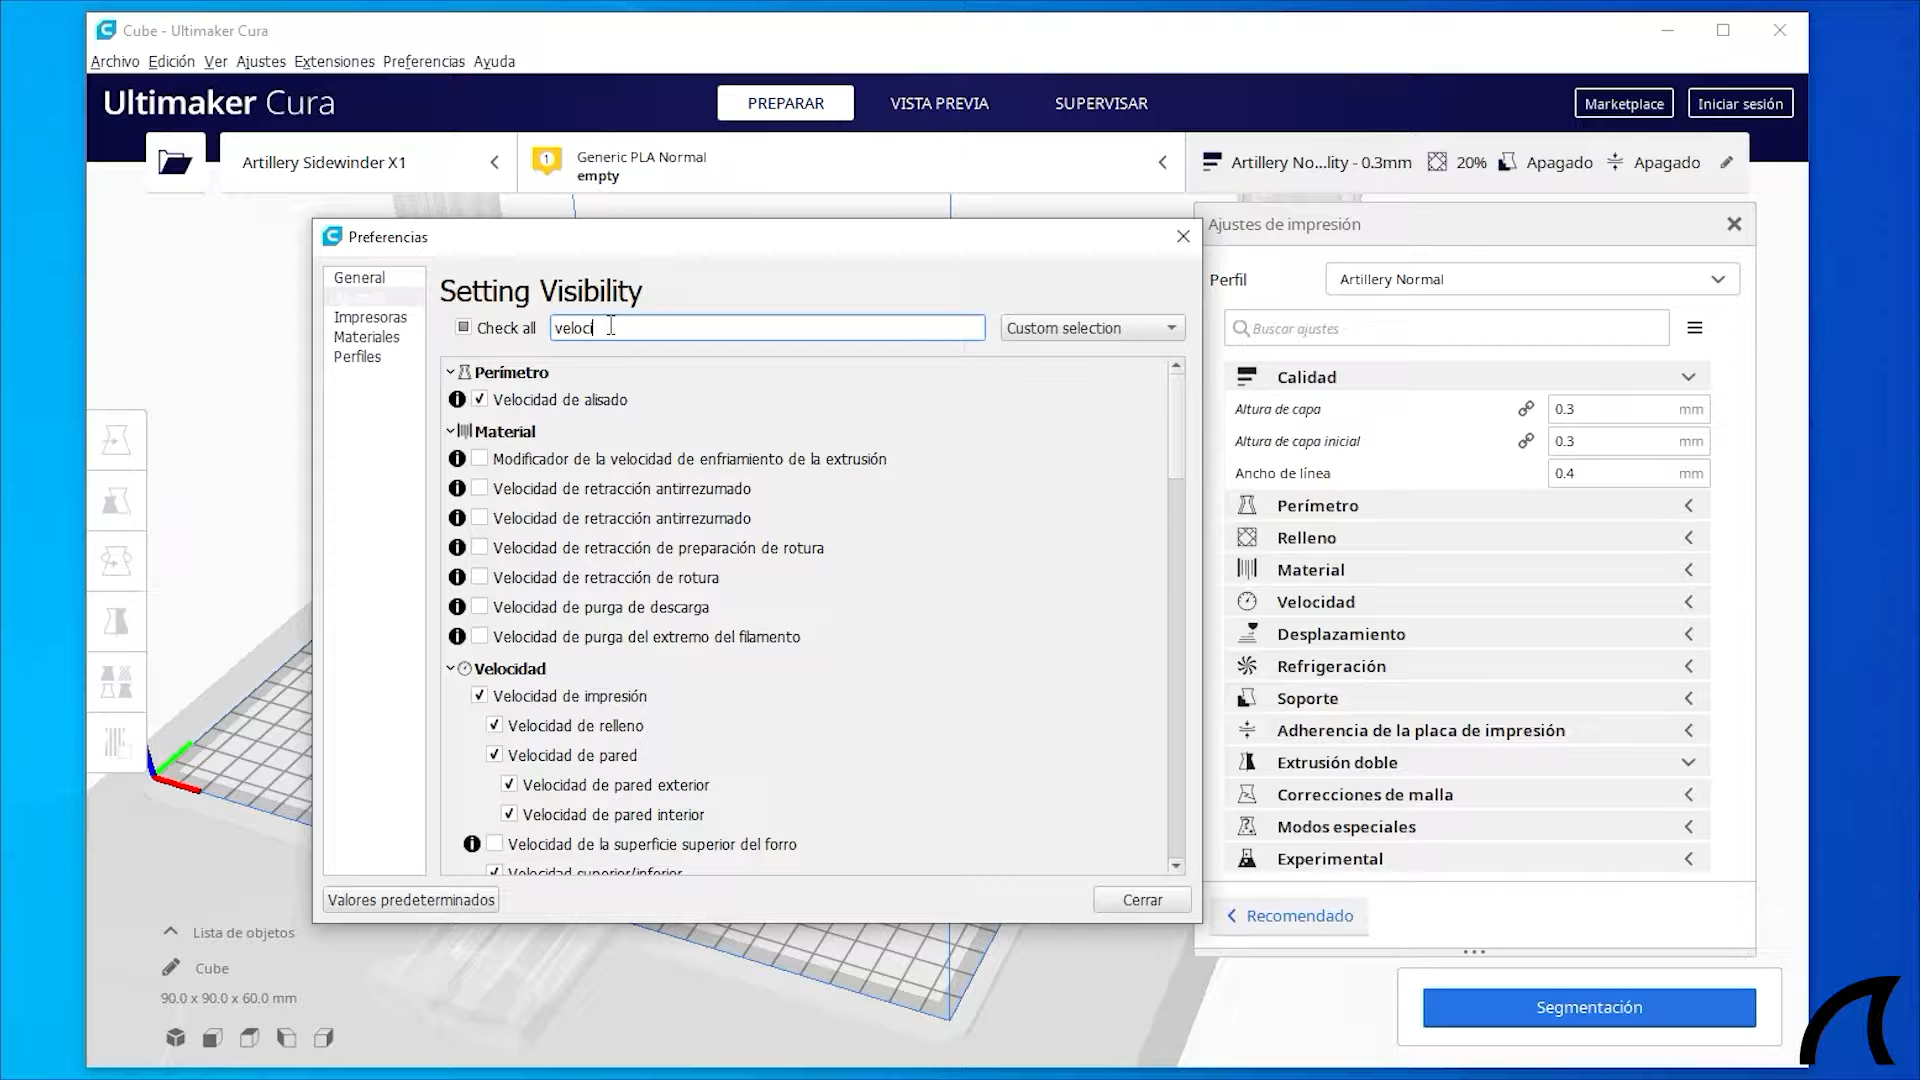 Cube - Ultimaker Cura
Archivo Edición Ver Ajustes Extensiones Preferencias Ayuda
Ultimaker Cura
PREPARAR
VISTA PREVIA
SUPERVISAR
Marketplace
Iniciar sesión
Artillery Sidewinder X1
1
Generic PLA Normal
empty
Artillery No...lity - 0.3mm
20%
Apagado
Apagado
Preferencias
General
Impresoras
Materiales
Perfiles
Setting Visibility
Check all
veloci
Custom selection
Perímetro
Velocidad de alisado
Material
Modificador de la velocidad de enfriamiento de la extrusión
Velocidad de retracción antirrezumado
Velocidad de retracción antirrezumado
Velocidad de retracción de preparación de rotura
Velocidad de retracción de rotura
Velocidad de purga de descarga
Velocidad de purga del extremo del filamento
Velocidad
Velocidad de impresión
Velocidad de relleno
Velocidad de pared
Velocidad de pared exterior
Velocidad de pared interior
Velocidad de la superficie superior del forro
Velocidad superior/inferior
Valores predeterminados
Cerrar
Ajustes de impresión
Perfil
Artillery Normal
Buscar ajustes
Calidad
Altura de capa
0.3 mm
Altura de capa inicial
0.3 mm
Ancho de línea
0.4 mm
Perímetro
Relleno
Material
Velocidad
Desplazamiento
Refrigeración
Soporte
Adherencia de la placa de impresión
Extrusión doble
Correcciones de malla
Modos especiales
Experimental
Recomendado
Lista de objetos
Cube
90.0 x 90.0 x 60.0 mm
Segmentación